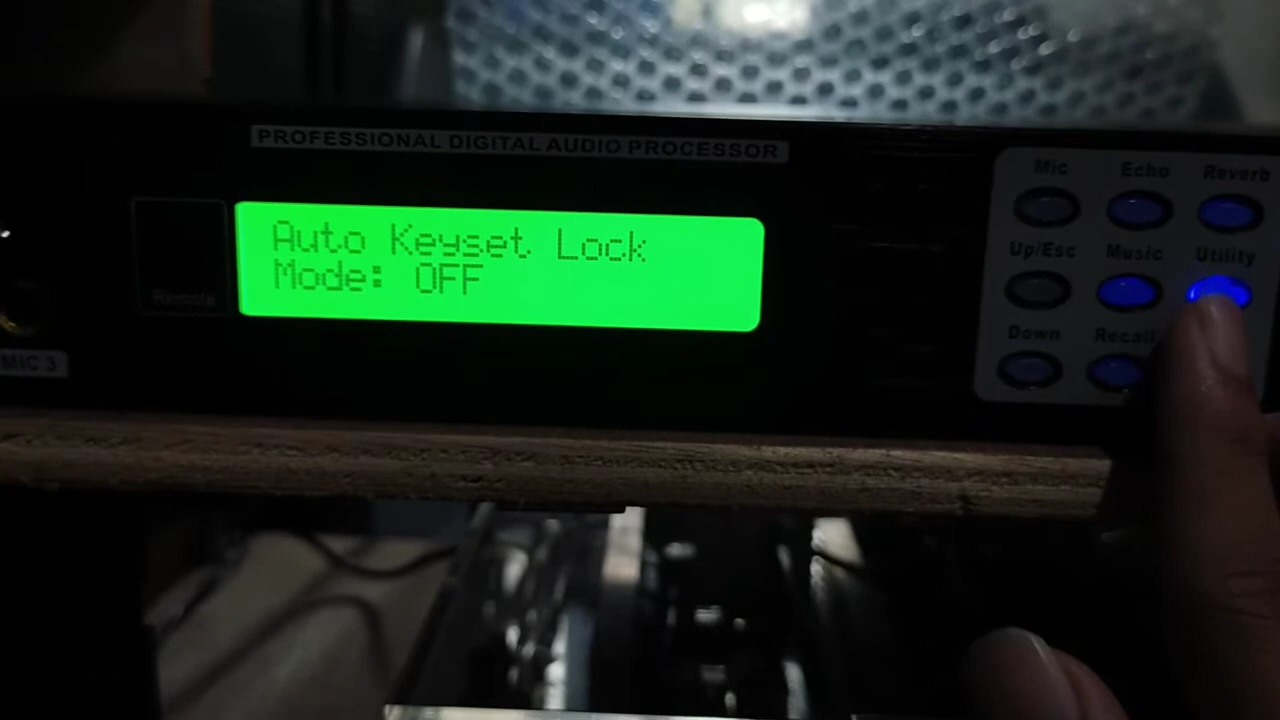 PROFESSIONAL DIGITAL AUDIO PROCESSOR
Mic Echo Reverb
Auto Keyset Lock
Mode: OFF
Up/Esc Music Utility
Remote
Down Recall
MIC 3